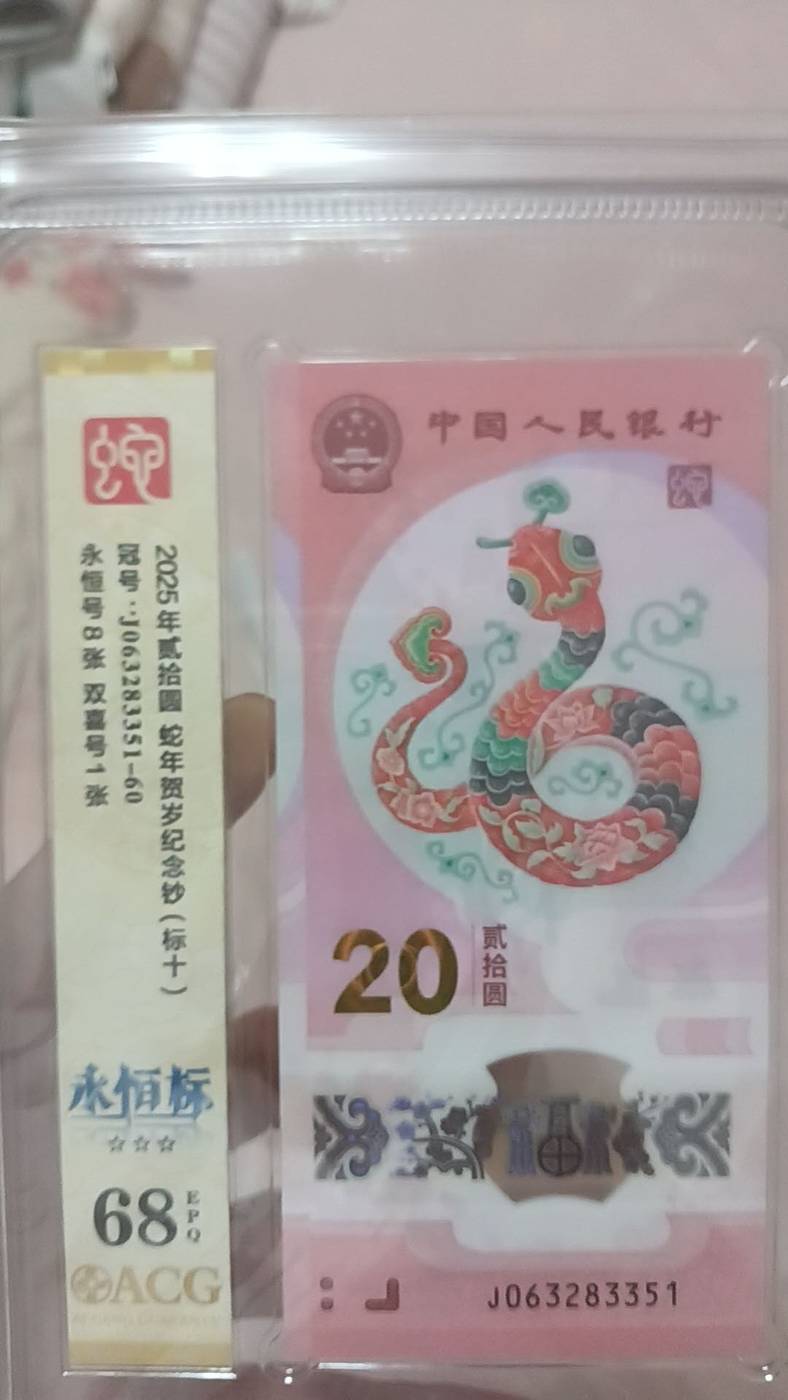 蛇
2025年贰拾圆 蛇年贺岁纪念钞(标十)
冠号:J063283351-60
永恒号8张 双喜号1张
永恒标
☆☆☆
68 EPQ
ACG
中国人民银行
蛇
20 贰拾圆
J063283351